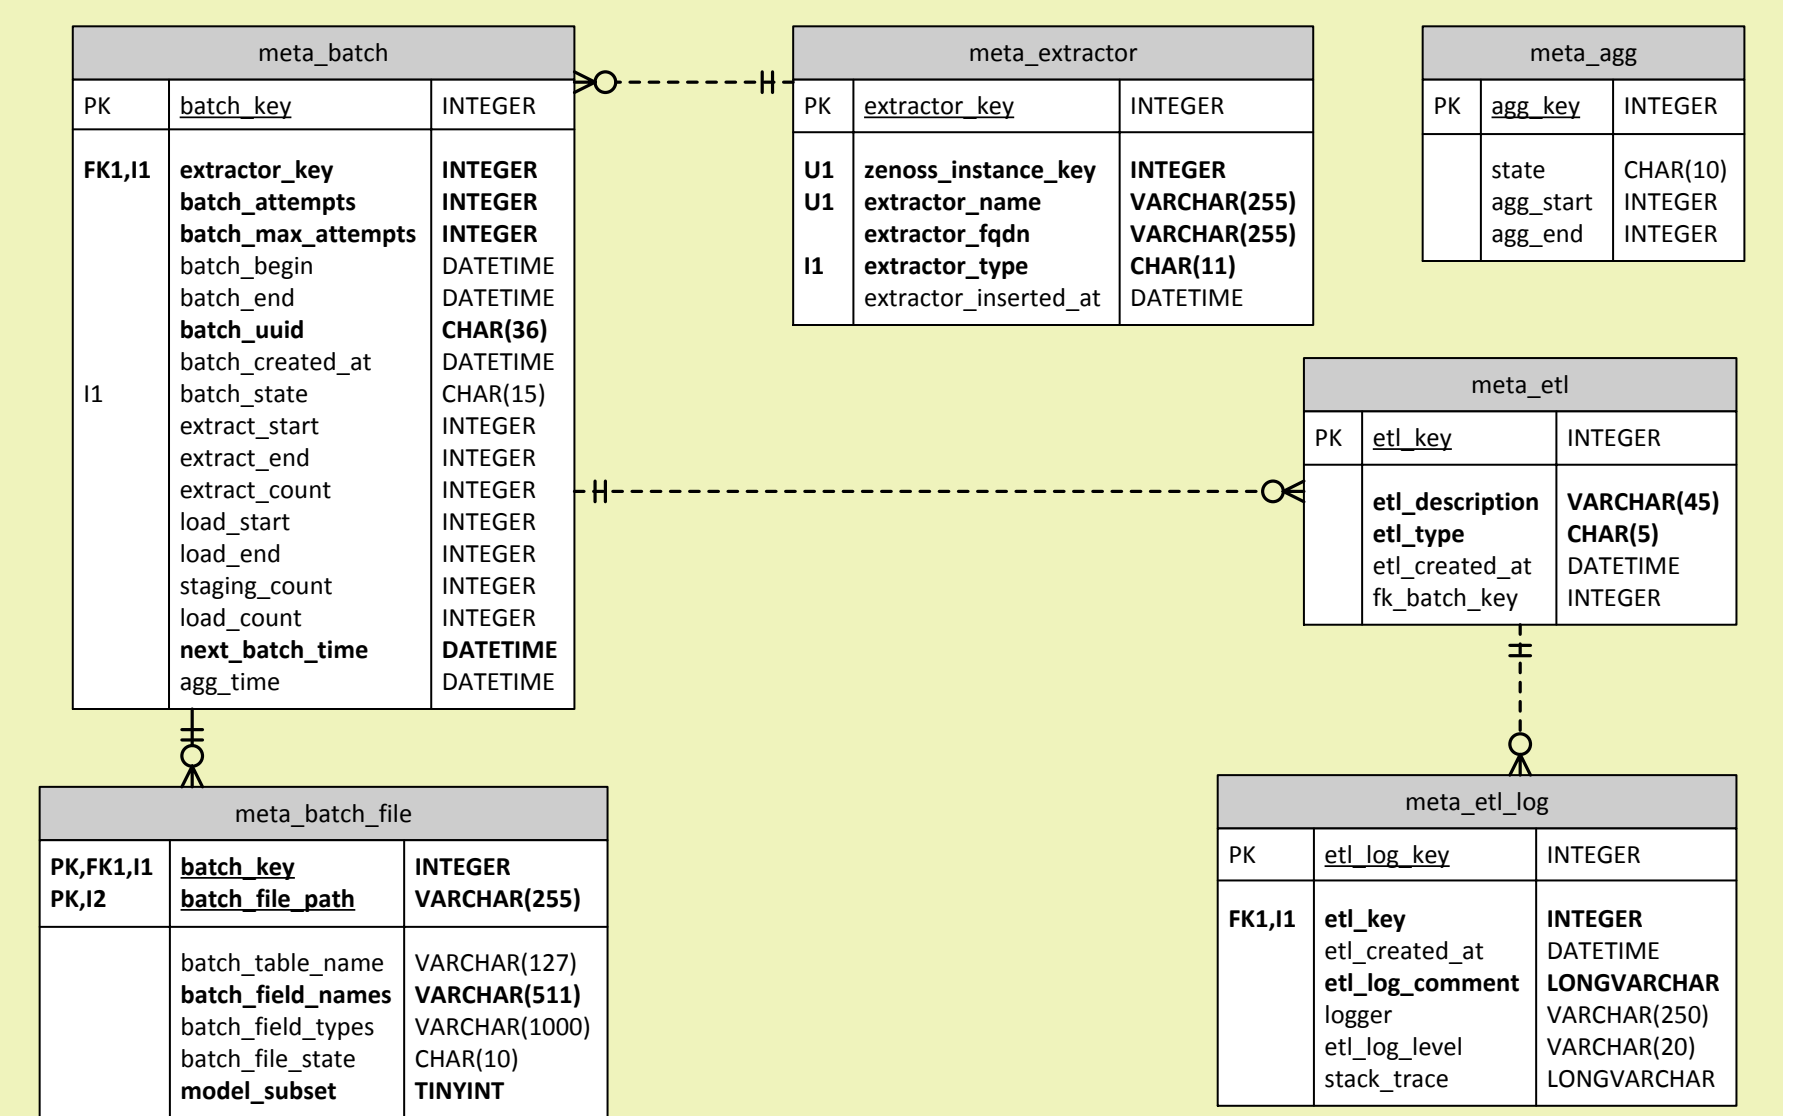 meta_batch
PK batch_key INTEGER
FK1,I1 extractor_key INTEGER
batch_attempts INTEGER
batch_max_attempts INTEGER
batch_begin DATETIME
batch_end DATETIME
batch_uuid CHAR(36)
batch_created_at DATETIME
I1 batch_state CHAR(15)
extract_start INTEGER
extract_end INTEGER
extract_count INTEGER
load_start INTEGER
load_end INTEGER
staging_count INTEGER
load_count INTEGER
next_batch_time DATETIME
agg_time DATETIME
meta_extractor
PK extractor_key INTEGER
U1 zenoss_instance_key INTEGER
U1 extractor_name VARCHAR(255)
extractor_fqdn VARCHAR(255)
I1 extractor_type CHAR(11)
extractor_inserted_at DATETIME
meta_agg
PK agg_key INTEGER
state CHAR(10)
agg_start INTEGER
agg_end INTEGER
meta_etl
PK etl_key INTEGER
etl_description VARCHAR(45)
etl_type CHAR(5)
etl_created_at DATETIME
fk_batch_key INTEGER
meta_batch_file
PK,FK1,I1 batch_key INTEGER
PK,I2 batch_file_path VARCHAR(255)
batch_table_name VARCHAR(127)
batch_field_names VARCHAR(511)
batch_field_types VARCHAR(1000)
batch_file_state CHAR(10)
model_subset TINYINT
meta_etl_log
PK etl_log_key INTEGER
FK1,I1 etl_key INTEGER
etl_created_at DATETIME
etl_log_comment LONGVARCHAR
logger VARCHAR(250)
etl_log_level VARCHAR(20)
stack_trace LONGVARCHAR